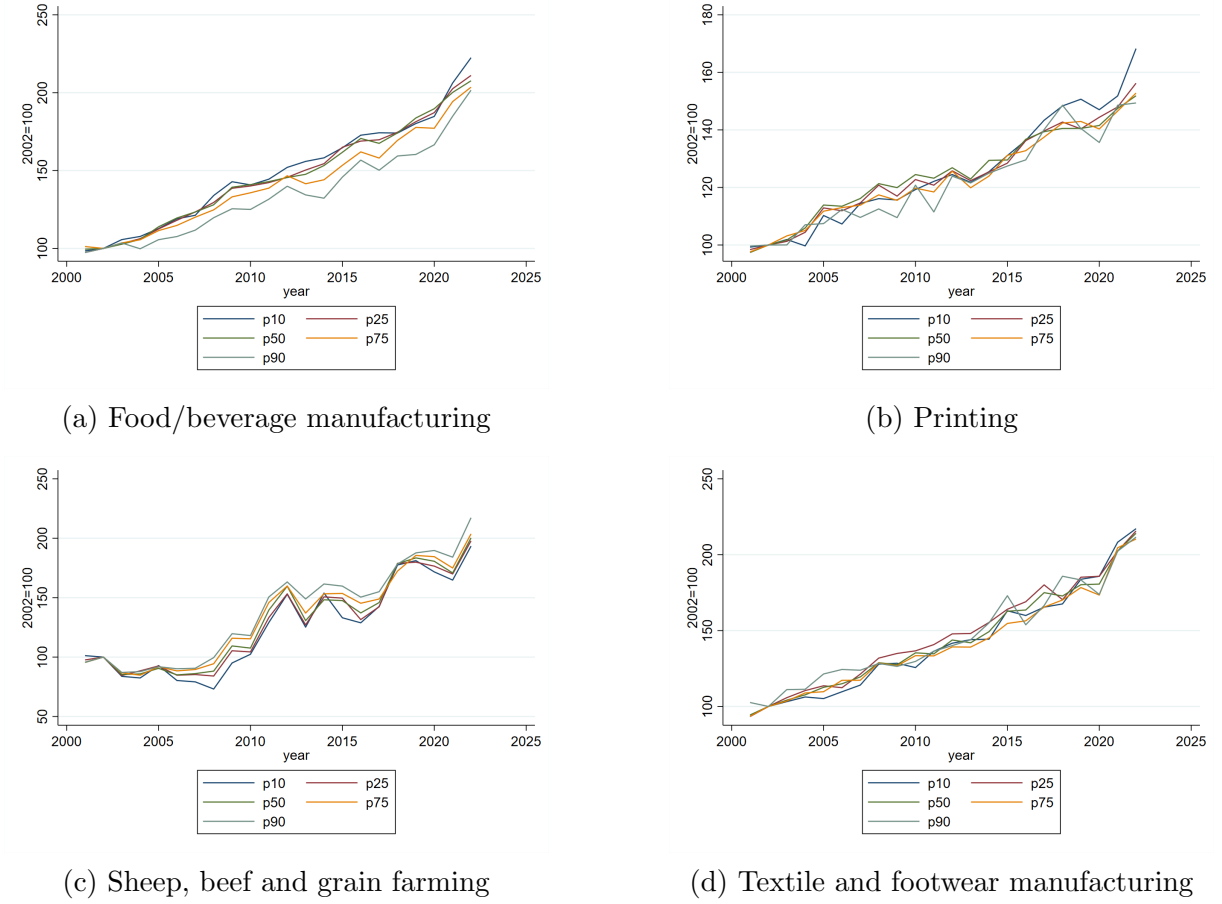 250
200
150
100
2002=100
2000 2005 2010 2015 2020 2025
year
p10 p25
p50 p75
p90
(a) Food/beverage manufacturing
180
160
140
120
100
2002=100
2000 2005 2010 2015 2020 2025
year
p10 p25
p50 p75
p90
(b) Printing
250
200
150
100
50
2002=100
2000 2005 2010 2015 2020 2025
year
p10 p25
p50 p75
p90
(c) Sheep, beef and grain farming
250
200
150
100
2002=100
2000 2005 2010 2015 2020 2025
year
p10 p25
p50 p75
p90
(d) Textile and footwear manufacturing